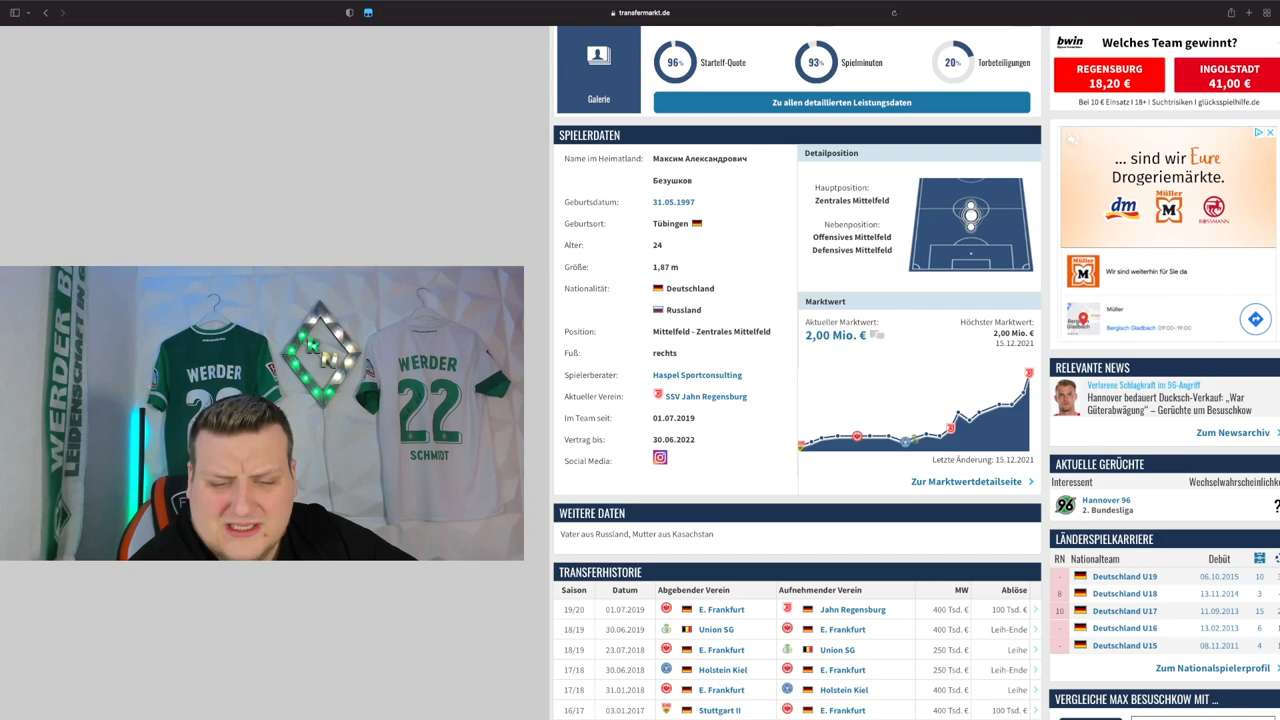 transfermarkt.de
Galerie
96%
Startelf-Quote
93%
Spielminuten
20%
Torbeteiligungen
Zu allen detaillierten Leistungsdaten
SPIELERDATEN
Name im Heimatland: Максим Александрович
Безушков
Geburtsdatum: 31.05.1997
Geburtsort: Tübingen
Alter: 24
Größe: 1,87 m
Nationalität: Deutschland
Russland
Position: Mittelfeld - Zentrales Mittelfeld
Fuß: rechts
Spielerberater: Haspel Sportconsulting
Aktueller Verein: SSV Jahn Regensburg
Im Team seit: 01.07.2019
Vertrag bis: 30.06.2022
Social Media:
Detailposition
Hauptposition:
Zentrales Mittelfeld
Nebenposition:
Offensives Mittelfeld
Defensives Mittelfeld
Marktwert
Aktueller Marktwert:
2,00 Mio. €
Höchster Marktwert:
2,00 Mio. €
15.12.2021
Letzte Änderung: 15.12.2021
Zur Marktwertdetailseite
WEITERE DATEN
Vater aus Russland, Mutter aus Kasachstan
TRANSFERHISTORIE
Saison Datum Abgebender Verein Aufnehmender Verein MW Ablöse
19/20 01.07.2019 E. Frankfurt Jahn Regensburg 400 Tsd. € 100 Tsd. €
18/19 30.06.2019 Union SG E. Frankfurt 400 Tsd. € Leih-Ende
18/19 23.07.2018 E. Frankfurt Union SG 250 Tsd. € Leihe
17/18 30.06.2018 Holstein Kiel E. Frankfurt 250 Tsd. € Leih-Ende
17/18 31.01.2018 E. Frankfurt Holstein Kiel 400 Tsd. € Leihe
16/17 03.01.2017 Stuttgart II E. Frankfurt 400 Tsd. € 100 Tsd. €
bwin Welches Team gewinnt?
REGENSBURG
18,20 €
INGOLSTADT
41,00 €
Bei 10 € Einsatz I 18+ I Suchtrisiken I glücksspielhilfe.de
... sind wir Eure
Drogeriemärkte.
dm
Müller
ROSSMANN
Müller
Wir sind weiterhin für Sie da
Müller
Bergisch Gladbach 09:00–19:00
RELEVANTE NEWS
Verlorene Schlagkraft im 96-Angriff
Hannover bedauert Ducksch-Verkauf: „War
Güterabwägung“ – Gerüchte um Besuschkow
Zum Newsarchiv
AKTUELLE GERÜCHTE
Interessent Wechselwahrscheinlichke
Hannover 96
2. Bundesliga
?
LÄNDERSPIELKARRIERE
RN Nationalteam Debüt
- Deutschland U19 06.10.2015 10
8 Deutschland U18 13.11.2014 3
10 Deutschland U17 11.09.2013 15
- Deutschland U16 13.02.2013 6
- Deutschland U15 08.11.2011 4
Zum Nationalspielerprofil
VERGLEICHE MAX BESUSCHKOW MIT ...
WERDER
WERDER
22
SCHMIDT